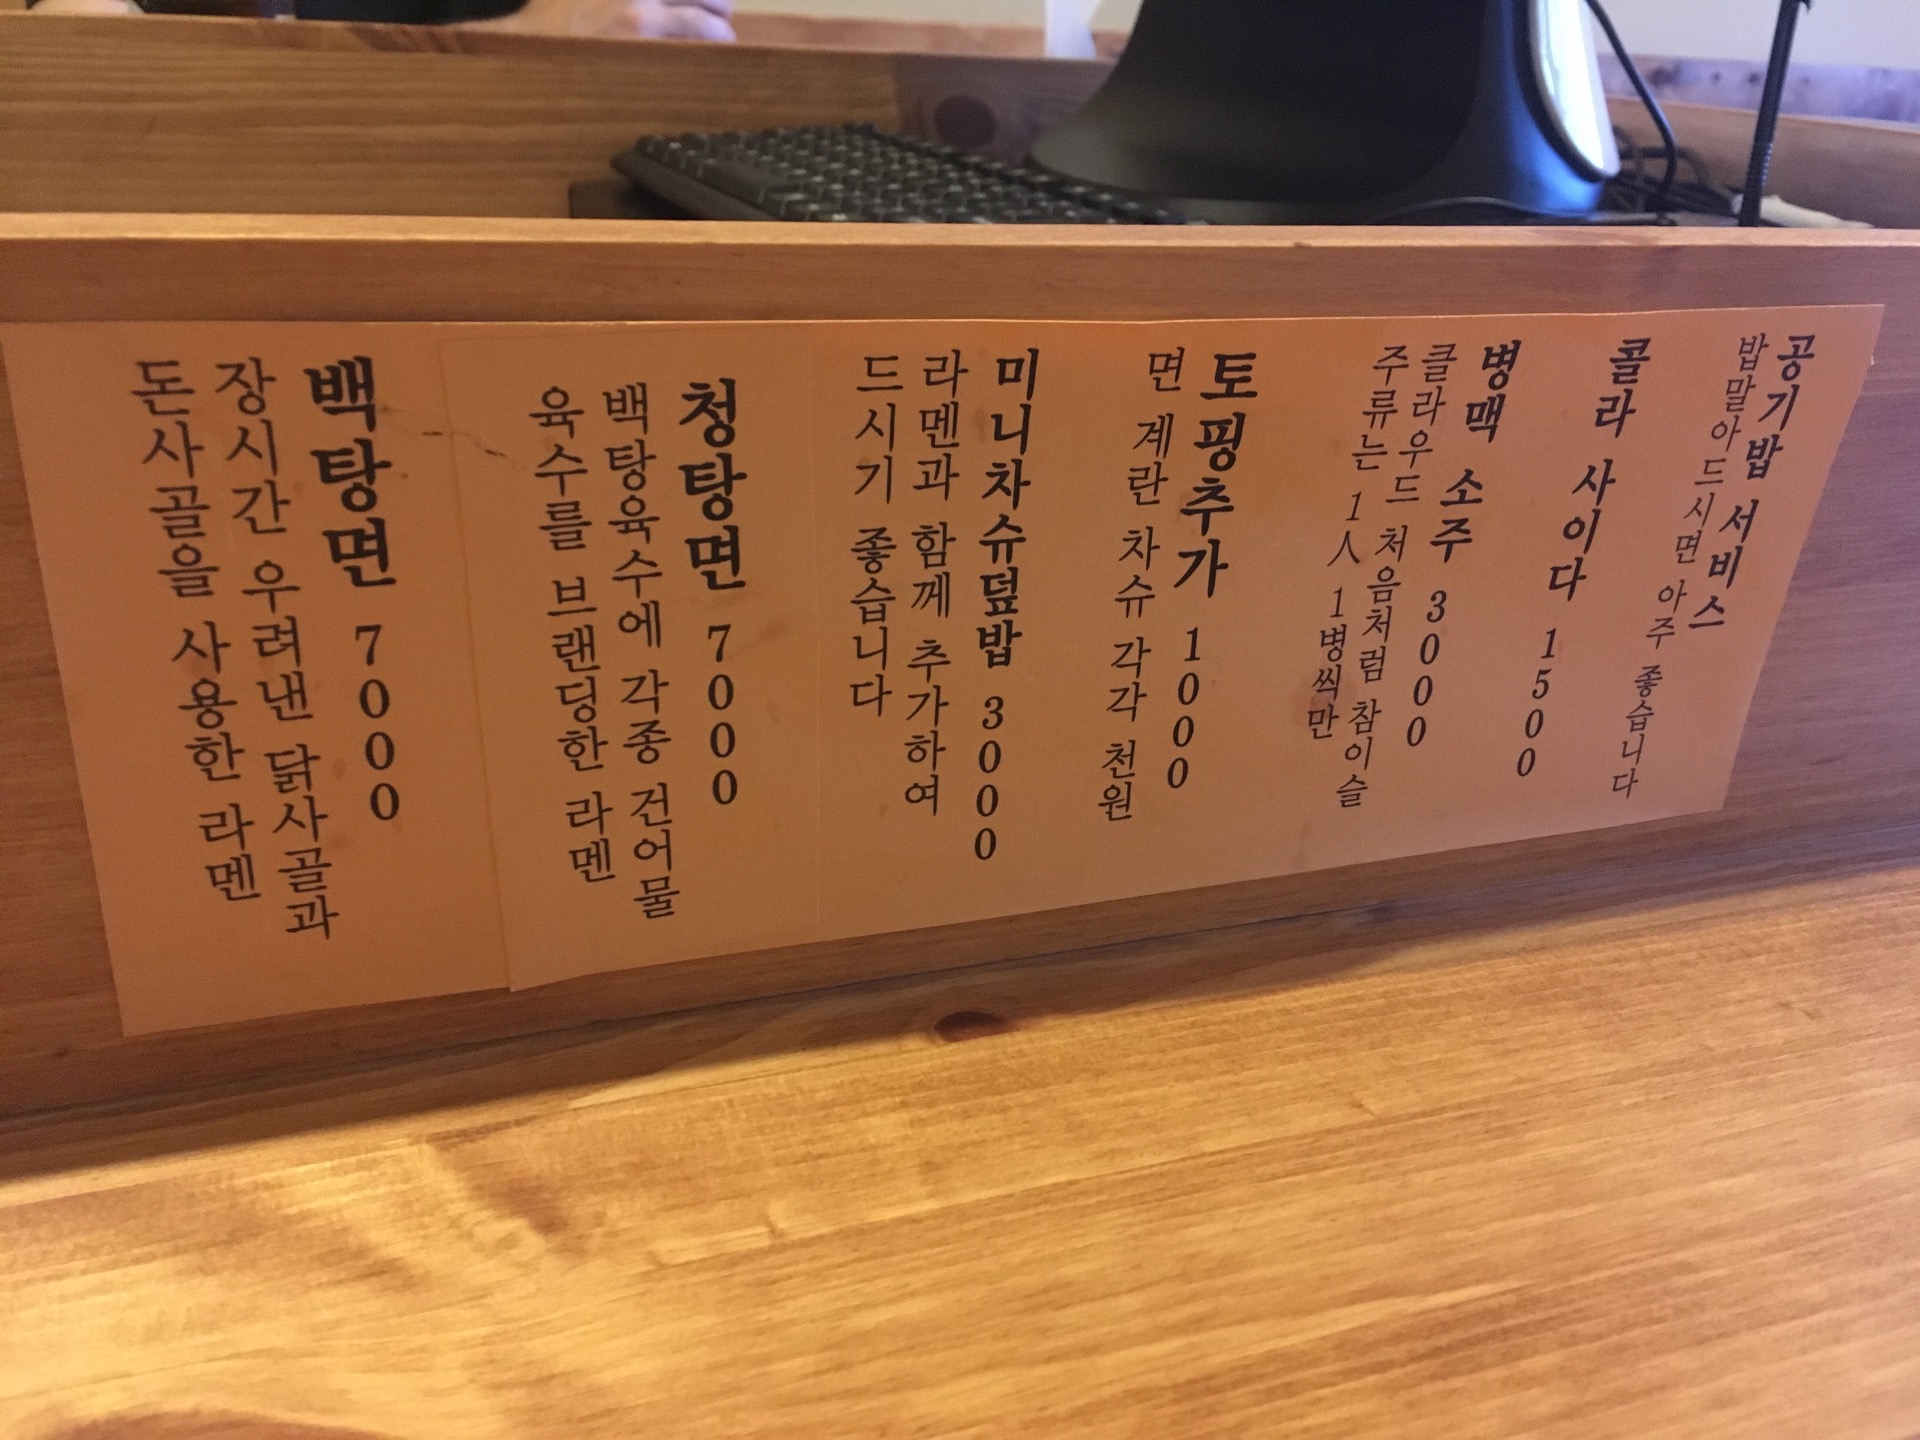 공기밥 서비스
밥말아드시면 아주 좋습니다
콜라 사이다 1500
병맥 소주 3000
클라우드 처음처럼 참이슬
주류는 1人 1병씩만
토핑추가 1000
면 계란 차슈 각각 천원
미니차슈덮밥 3000
라멘과 함께 추가하여
드시기 좋습니다
청탕면 7000
백탕육수에 각종 건어물
육수를 브랜딩한 라멘
백탕면 7000
장시간 우려낸 닭사골과
돈사골을 사용한 라멘